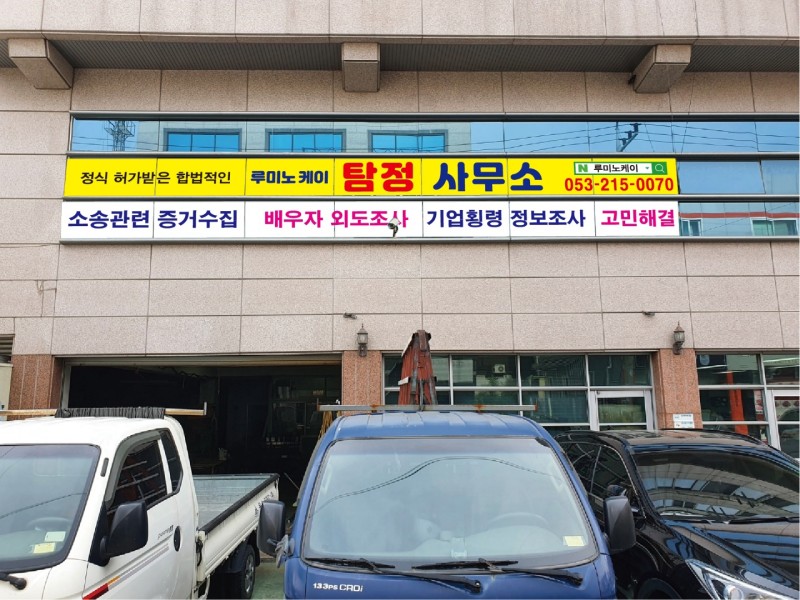 정식 허가받은 합법적인 루미노케이 탐정 사무소 N 루미노케이
053-215-0070
소송관련 증거수집 배우자 외도조사 기업횡령 정보조사 고민해결
133PS CRDi